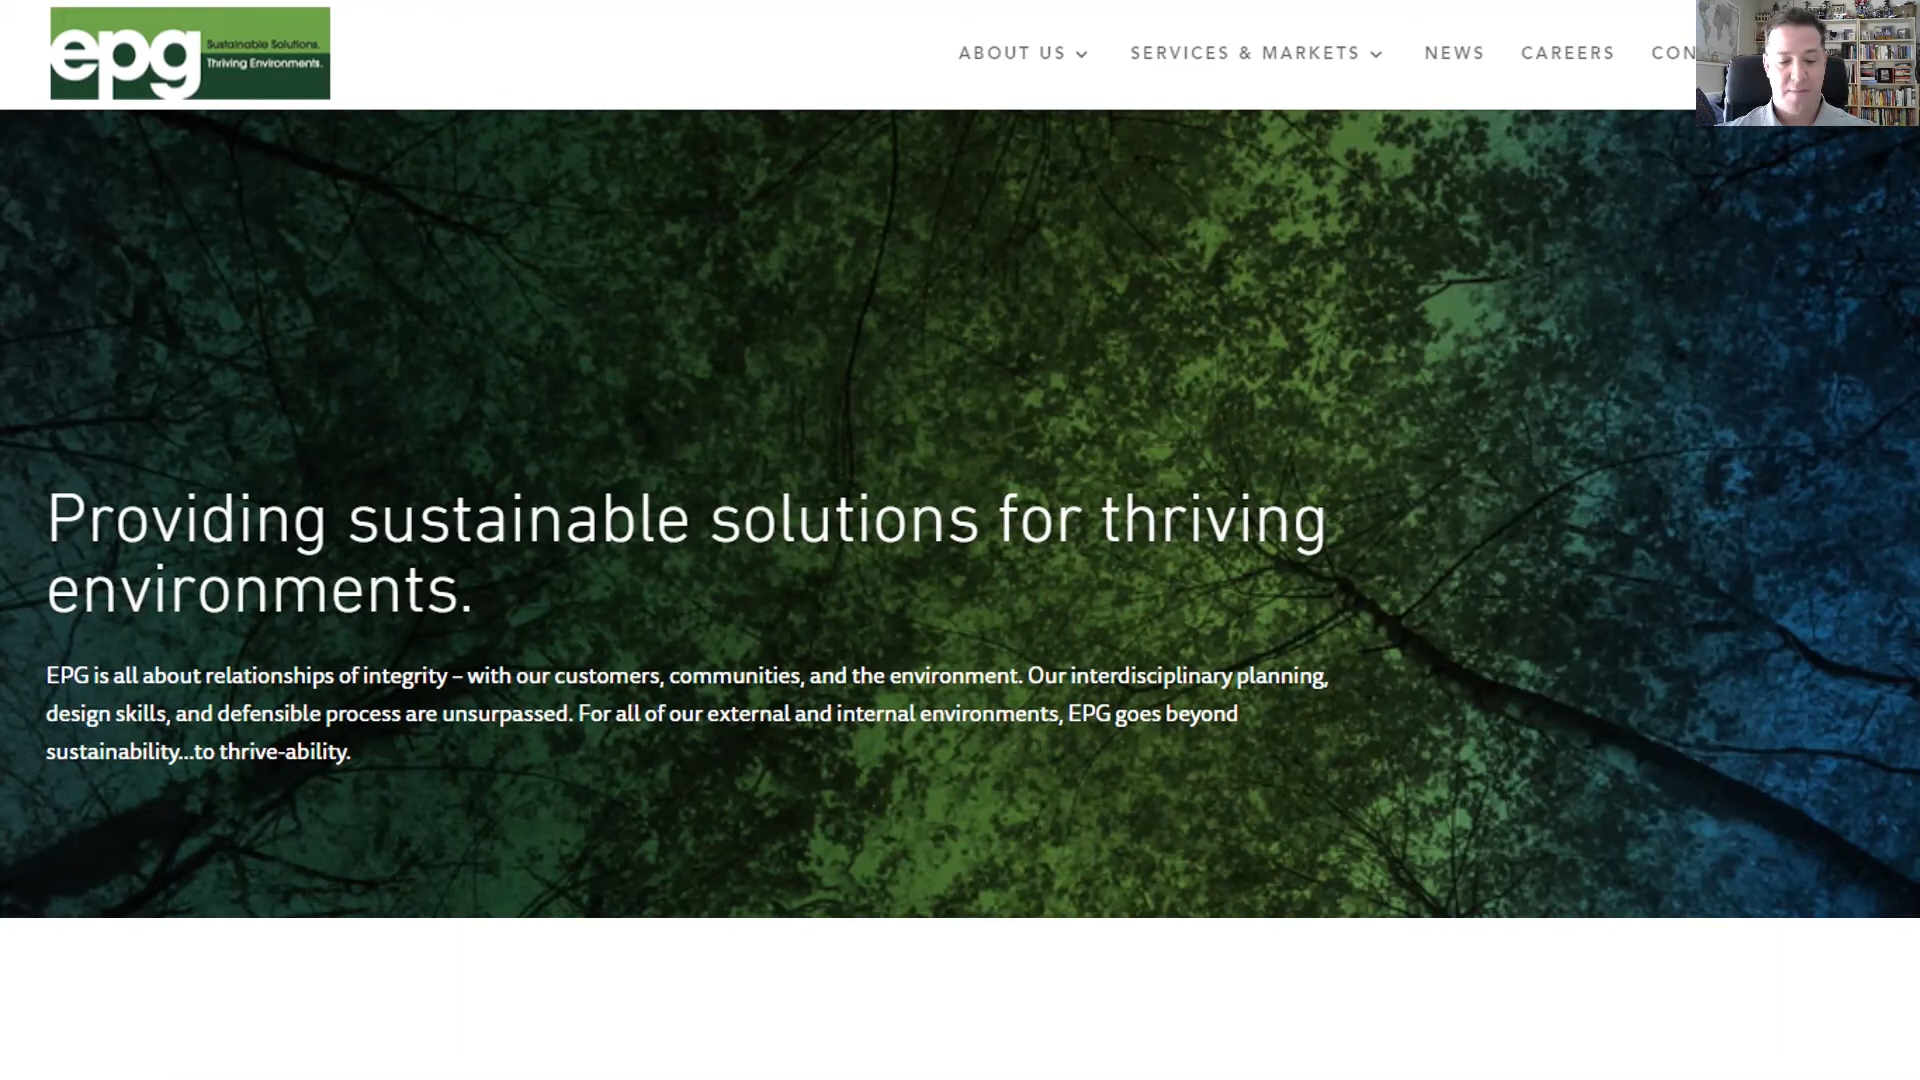 epg
Sustainable Solutions.
Thriving Environments.
ABOUT US
SERVICES & MARKETS
NEWS
CAREERS
CON
Providing sustainable solutions for thriving
environments.
EPG is all about relationships of integrity – with our customers, communities, and the environment. Our interdisciplinary planning,
design skills, and defensible process are unsurpassed. For all of our external and internal environments, EPG goes beyond
sustainability...to thrive-ability.